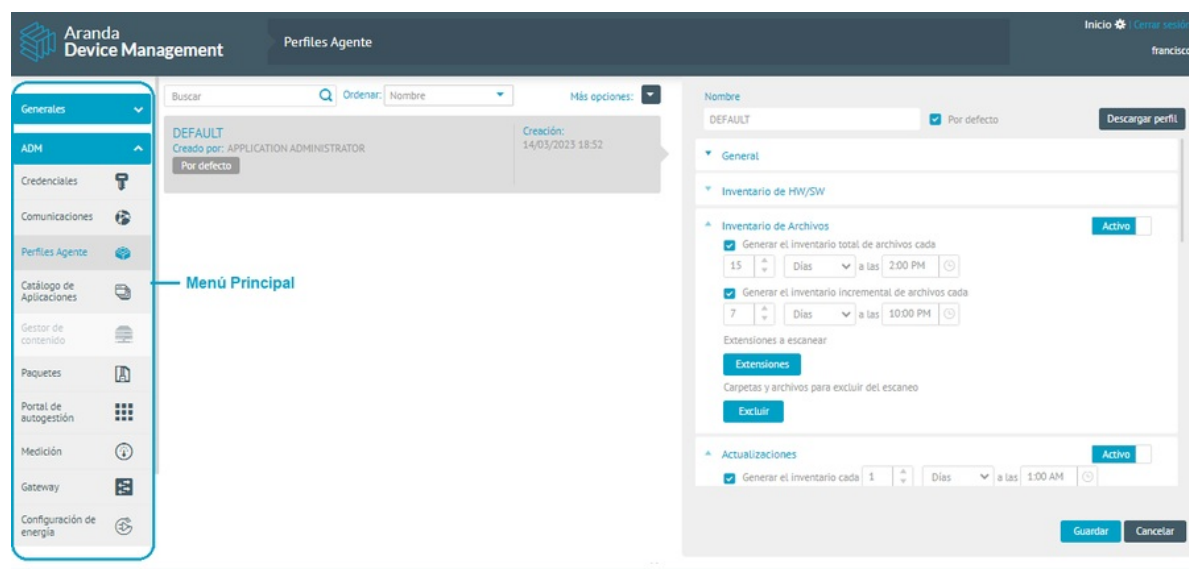 Aranda
Device Management
Perfiles Agente
Inicio | Cerrar sesión
francisco
Generales
ADM
Credenciales
Comunicaciones
Perfiles Agente
Catálogo de
Aplicaciones
Gestor de
contenido
Paquetes
Portal de
autogestión
Medición
Gateway
Configuración de
energía
Menú Principal
Buscar
Ordenar: Nombre
Más opciones:
DEFAULT
Creado por: APPLICATION ADMINISTRATOR
Por defecto
Creación:
14/03/2023 18:52
Nombre
DEFAULT
Por defecto
Descargar perfil
General
Inventario de HW/SW
Inventario de Archivos
Activo
Generar el inventario total de archivos cada
15 Días a las 2:00 PM
Generar el inventario incremental de archivos cada
7 Días a las 10:00 PM
Extensiones a escanear
Extensiones
Carpetas y archivos para excluir del escaneo
Excluir
Actualizaciones
Activo
Generar el inventario cada 1 Días a las 1:00 AM
Guardar
Cancelar